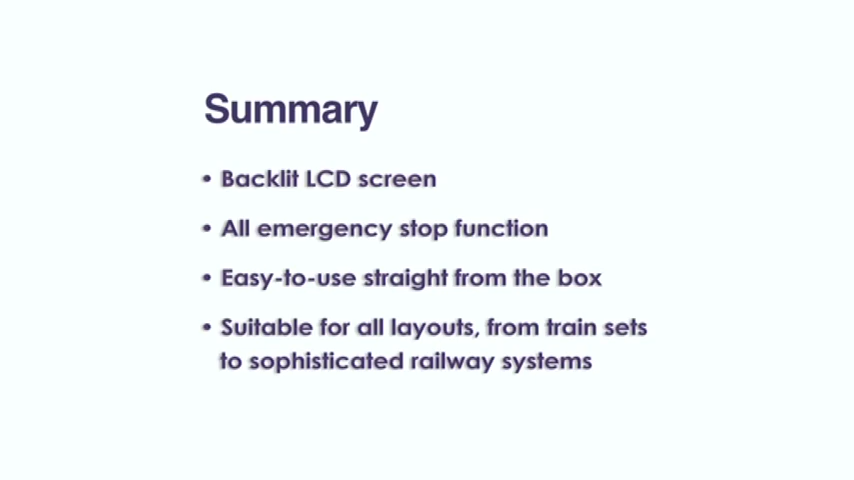 Summary
• Backlit LCD screen
• All emergency stop function
• Easy-to-use straight from the box
• Suitable for all layouts, from train sets
to sophisticated railway systems